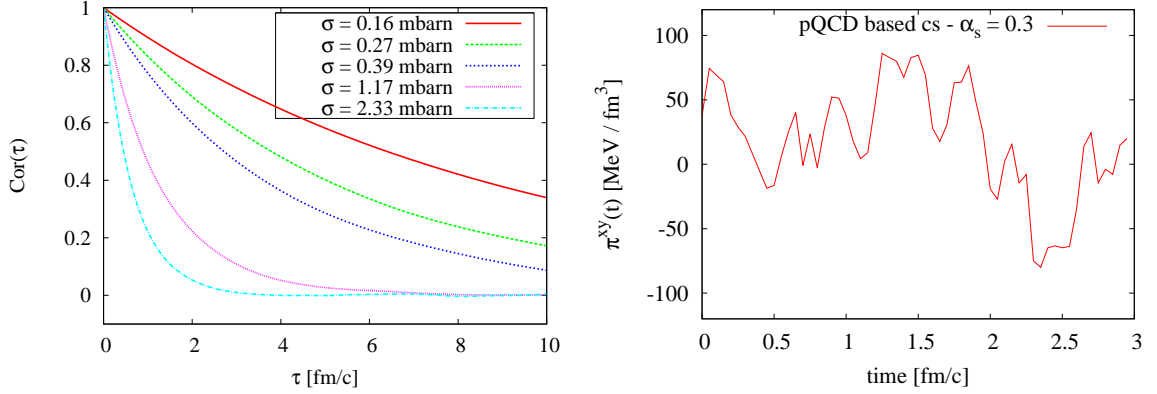 σ = 0.16 mbarn
σ = 0.27 mbarn
σ = 0.39 mbarn
σ = 1.17 mbarn
σ = 2.33 mbarn
Cor(τ)
1
0.8
0.6
0.4
0.2
0
0 2 4 6 8 10
τ [fm/c]
pQCD based cs - α_s = 0.3
π^xy(t) [MeV / fm^3]
100
50
0
-50
-100
0 0.5 1 1.5 2 2.5 3
time [fm/c]